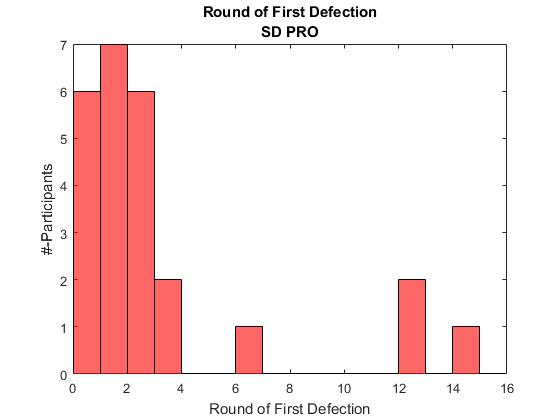 Round of First Defection
SD PRO
7
6
5
4
3
2
1
0
#-Participants
0 2 4 6 8 10 12 14 16
Round of First Defection